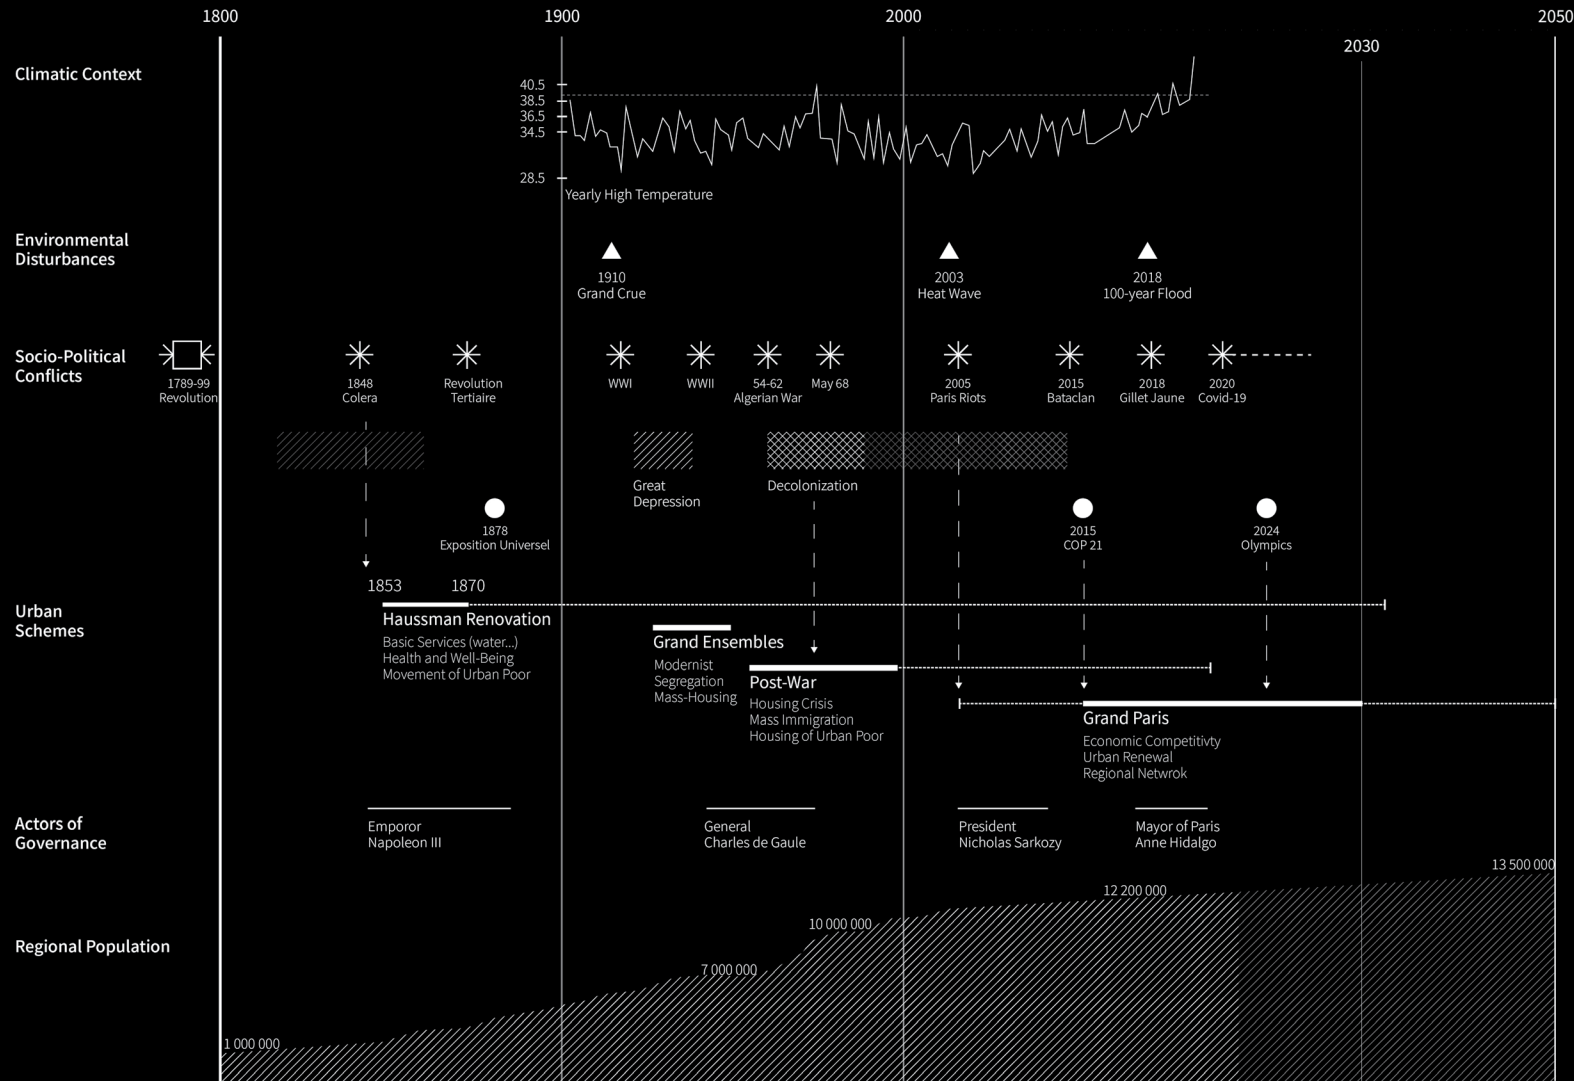 1800
1900
2000
2050
2030
Climatic Context
40.5
38.5
36.5
34.5
28.5
Yearly High Temperature
Environmental
Disturbances
1910
Grand Crue
2003
Heat Wave
2018
100-year Flood
Socio-Political
Conflicts
1789-99
Revolution
1848
Colera
Revolution
Tertiaire
WWI
WWII
54-62
Algerian War
May 68
2005
Paris Riots
2015
Bataclan
2018
Gillet Jaune
2020
Covid-19
Great
Depression
Decolonization
1878
Exposition Universel
2015
COP 21
2024
Olympics
Urban
Schemes
1853
1870
Haussman Renovation
Basic Services (water...)
Health and Well-Being
Movement of Urban Poor
Grand Ensembles
Modernist
Segregation
Mass-Housing
Post-War
Housing Crisis
Mass Immigration
Housing of Urban Poor
Grand Paris
Economic Competitivty
Urban Renewal
Regional Netwrok
Actors of
Governance
Emporor
Napoleon III
General
Charles de Gaule
President
Nicholas Sarkozy
Mayor of Paris
Anne Hidalgo
Regional Population
1 000 000
7 000 000
10 000 000
12 200 000
13 500 000